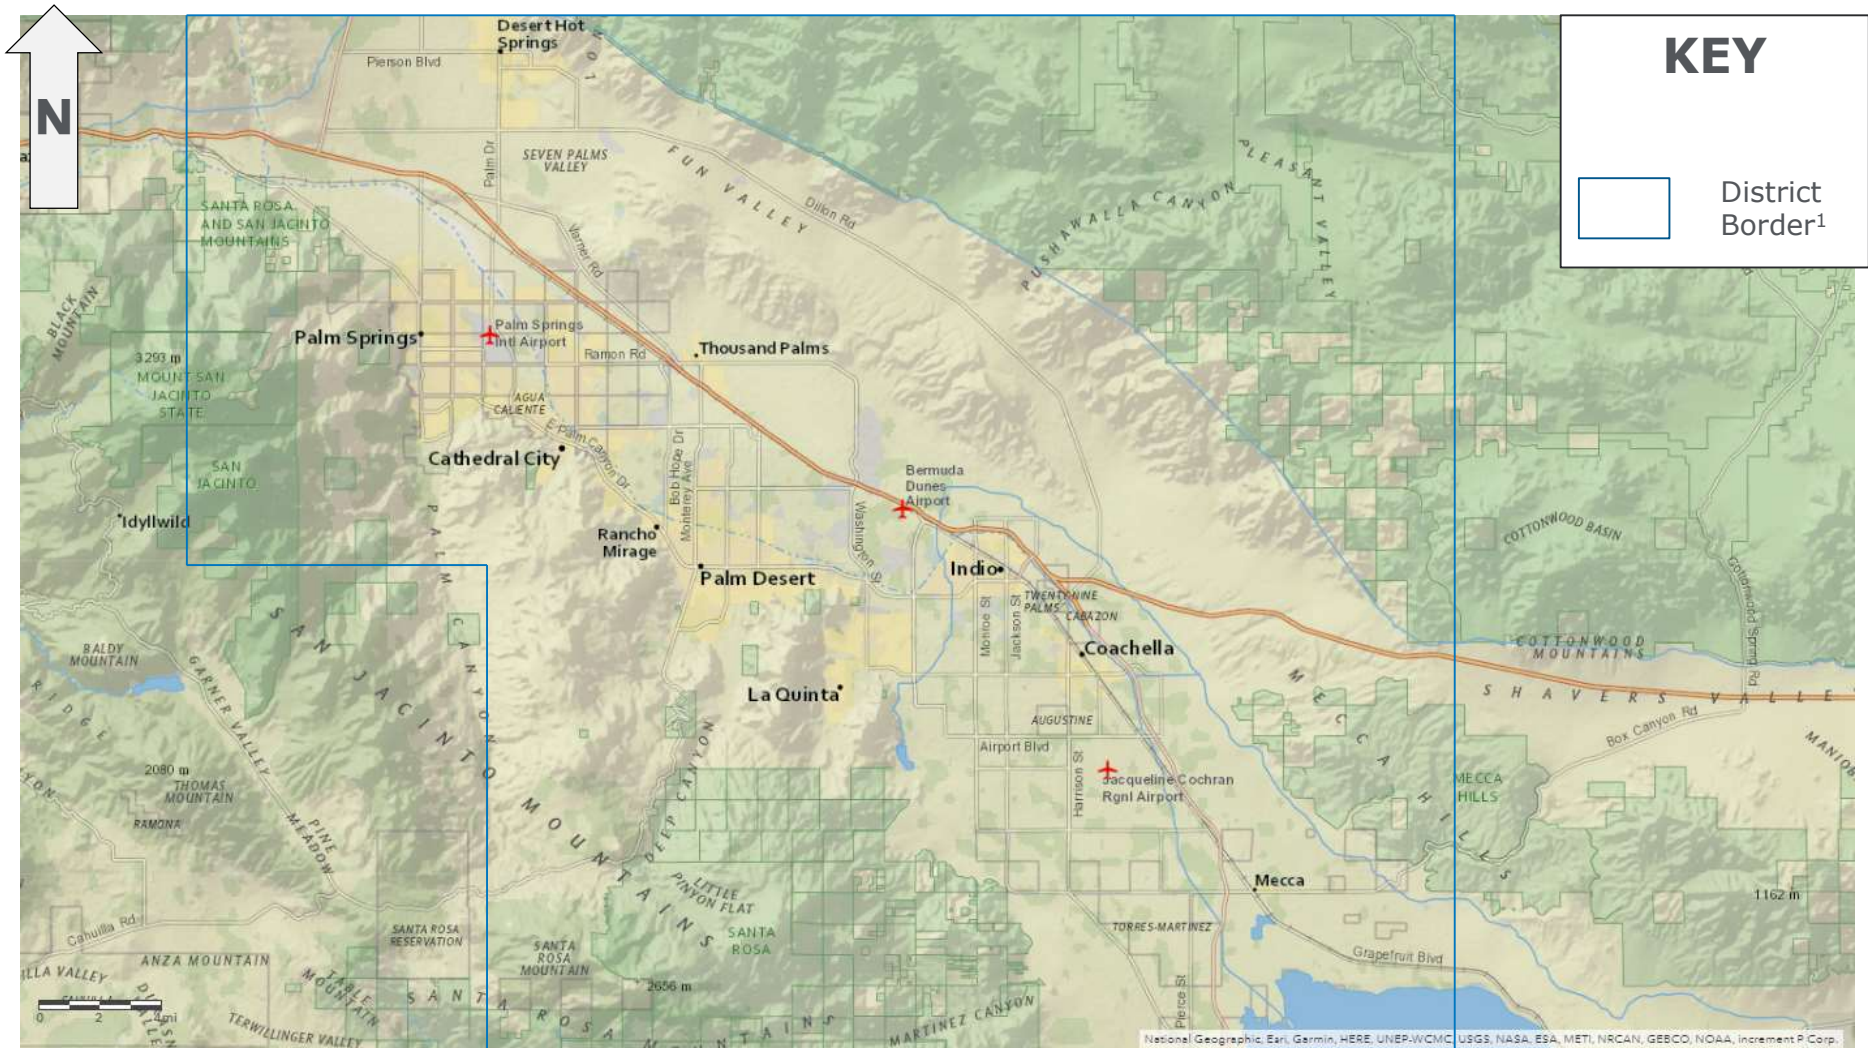 N
KEY
District
Border¹
Desert Hot
Springs
Pierson Blvd
Palm Dr
SEVEN PALMS
VALLEY
FUN VALLEY
Dillon Rd
PUSHAWALLA CANYON
PLEASANT VALLEY
SANTA ROSA
AND SAN JACINTO
MOUNTAINS
Varner Rd
BLACK
MOUNTAIN
Palm Springs
Palm Springs
Intl Airport
Ramon Rd
Thousand Palms
3293 m
MOUNT SAN
JACINTO
STATE
AGUA
CALIENTE
E Palm Canyon Dr
Cathedral City
Bob Hope Dr
Monterey Ave
SAN
JACINTO
Bermuda
Dunes
Airport
Washington St
Idyllwild
PALM CANYON
Rancho
Mirage
Palm Desert
Indio
COTTONWOOD BASIN
Cottonwood Spring Rd
TWENTY-NINE
PALMS
CABAZON
Monroe St
Jackson St
Coachella
COTTONWOOD
MOUNTAINS
SHAVERS VALLE
BALDY
MOUNTAIN
RIDGE
GARNER VALLEY
SAN JACINTO MOUNTAINS
La Quinta
MECCA HILLS
AUGUSTINE
Airport Blvd
Box Canyon Rd
Harrison St
Jacqueline Cochran
Rgnl Airport
MECCA
HILLS
2080 m
THOMAS
MOUNTAIN
RAMONA
PINE
MEADOW
DEEP CANYON
LITTLE
PINYON FLAT
Mecca
1162 m
Cahuilla Rd
SANTA ROSA
RESERVATION
SANTA
ROSA
MOUNTAIN
SANTA
ROSA
TORRES-MARTINEZ
Grapefruit Blvd
ANZA MOUNTAIN
TABLE
MOUNTAIN
2656 m
SANTA ROSA MOUNTAINS
MARTINEZ CANYON
Pierce St
TERWILLINGER VALLEY
0 2 4mi
National Geographic, Esri, Garmin, HERE, UNEP-WCMC, USGS, NASA, ESA, METI, NRCAN, GEBCO, NOAA, increment P Corp.